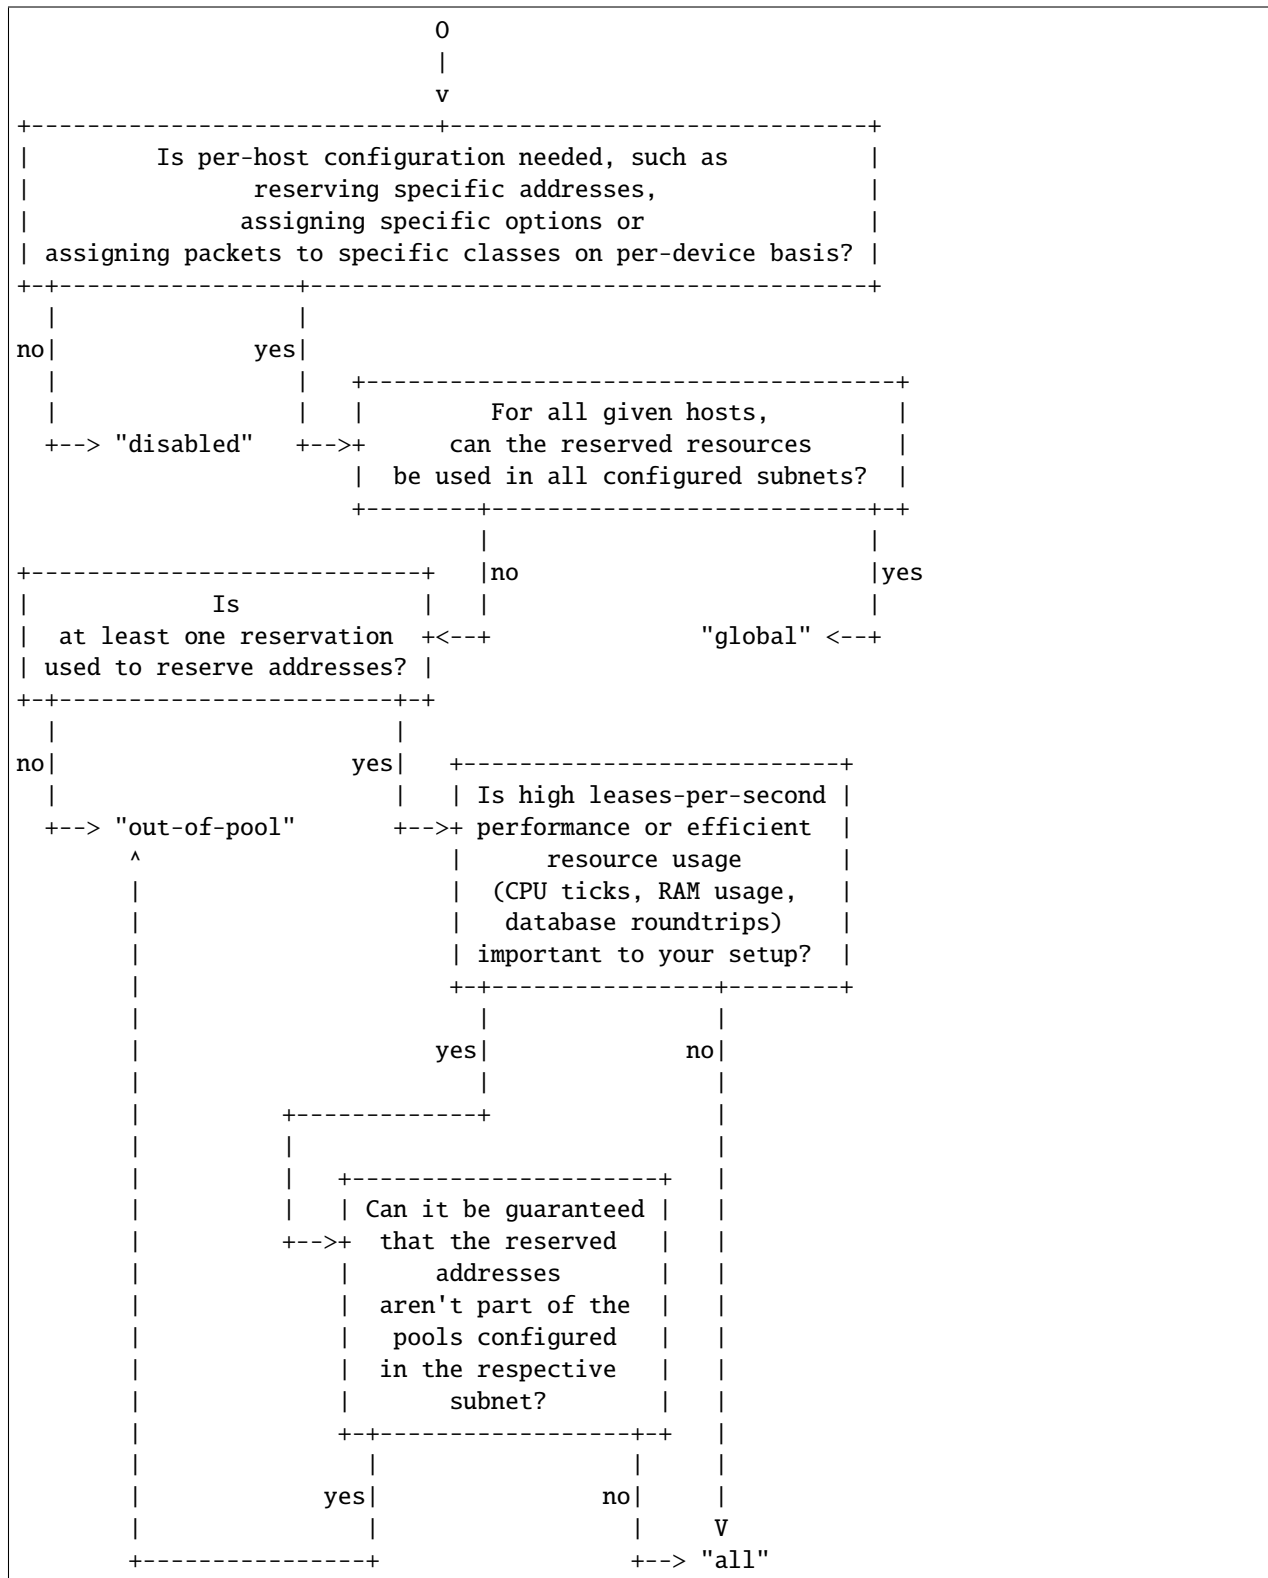 O
v
Is per-host configuration needed, such as
reserving specific addresses,
assigning specific options or
assigning packets to specific classes on per-device basis?
no yes
For all given hosts,
"disabled" can the reserved resources
be used in all configured subnets?
no yes
Is
at least one reservation "global"
used to reserve addresses?
no yes
Is high leases-per-second
"out-of-pool" performance or efficient
resource usage
(CPU ticks, RAM usage,
database roundtrips)
important to your setup?
yes no
Can it be guaranteed
that the reserved
addresses
aren't part of the
pools configured
in the respective
subnet?
yes no
V
"all"